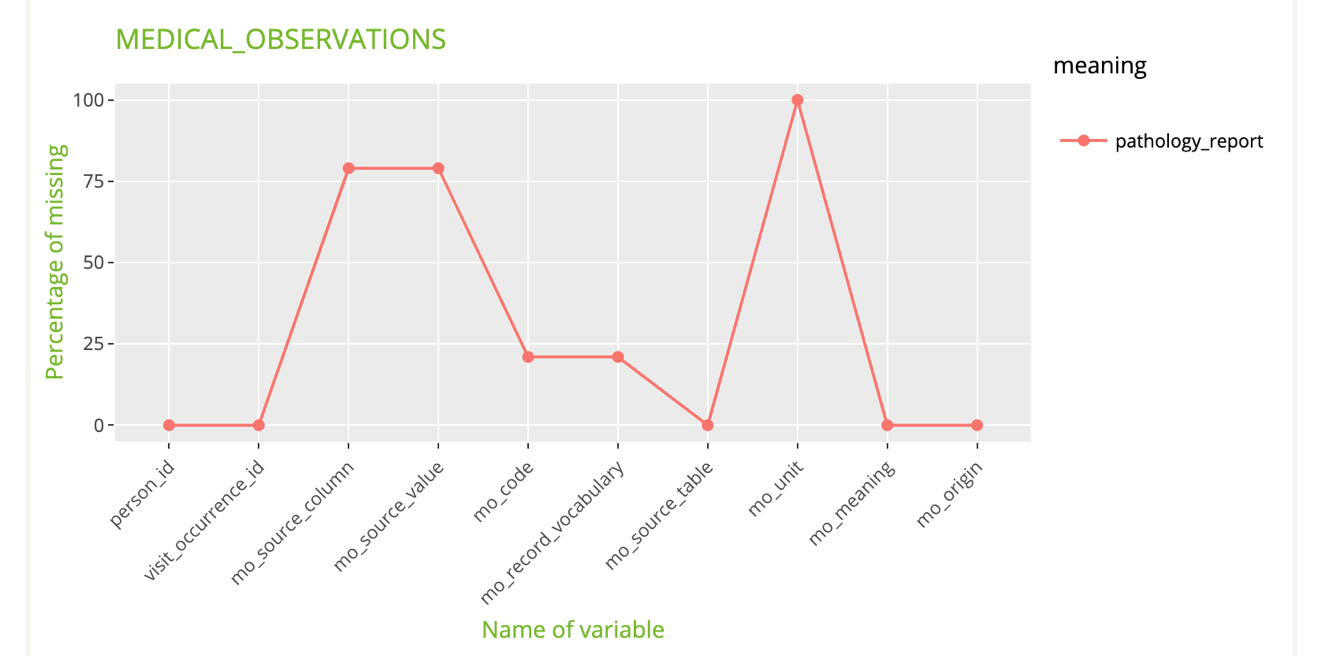 MEDICAL_OBSERVATIONS
meaning
pathology_report
Percentage of missing
100
75
50
25
0
person_id
visit_occurrence_id
mo_source_column
mo_source_value
mo_code
mo_record_vocabulary
mo_source_table
mo_unit
mo_meaning
mo_origin
Name of variable